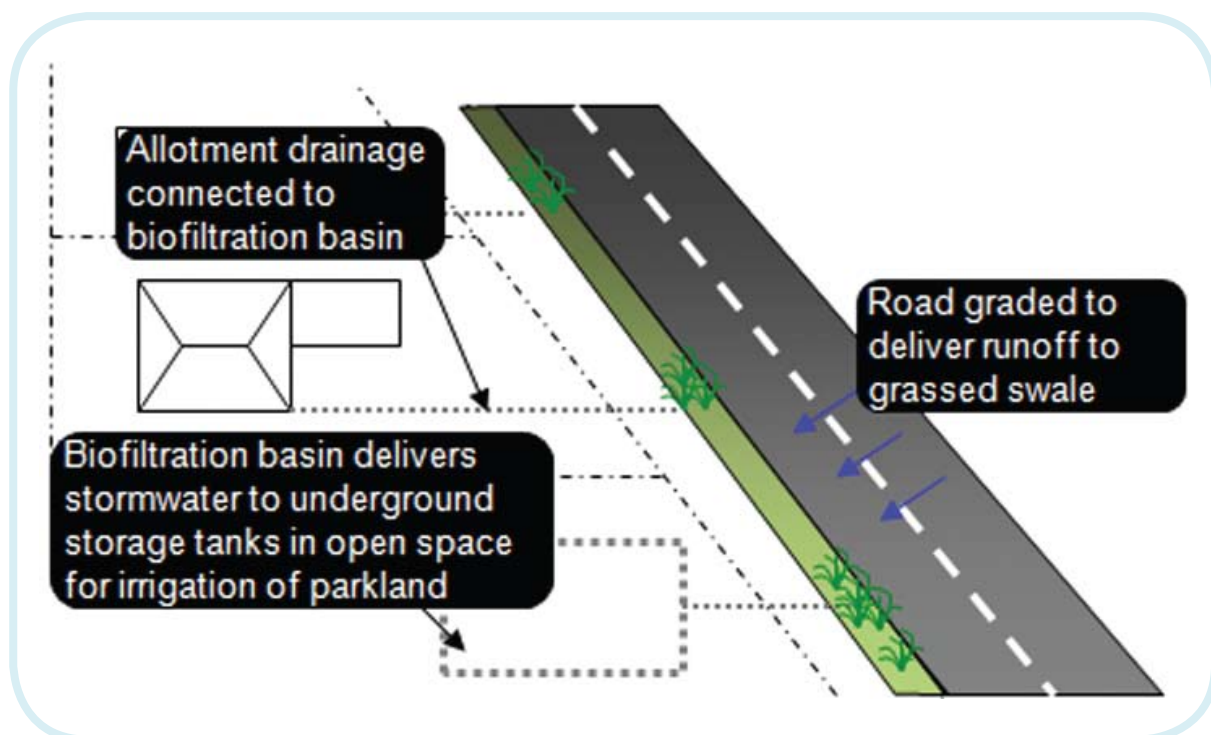 Allotment drainage
connected to
biofiltration basin
Road graded to
deliver runoff to
grassed swale
Biofiltration basin delivers
stormwater to underground
storage tanks in open space
for irrigation of parkland